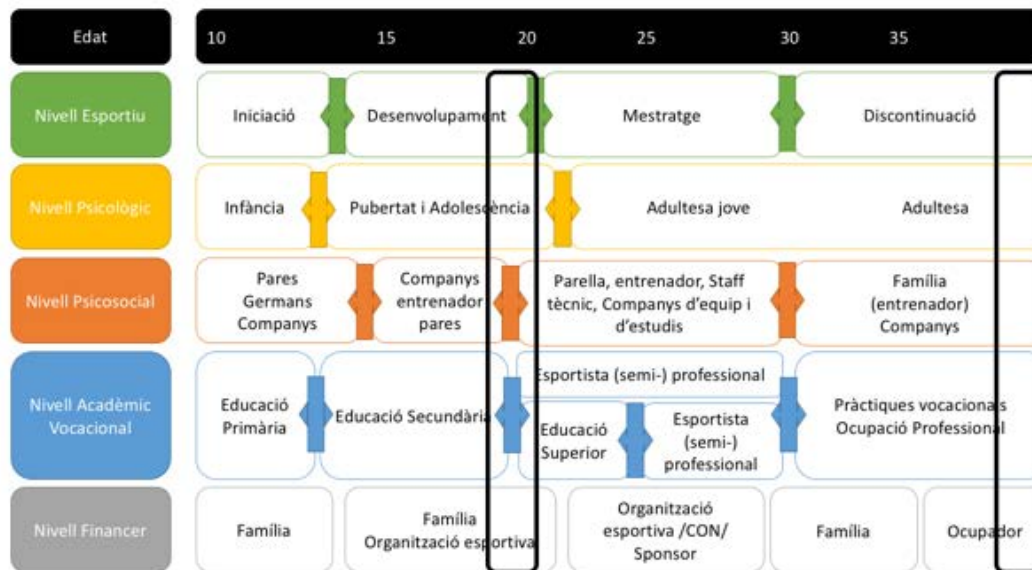 Edat 10 15 20 25 30 35
Nivell Esportiu
Iniciació
Desenvolupament
Mestratge
Discontinuació
Nivell Psicològic
Infància
Pubertat i Adolescència
Adultesa jove
Adultesa
Nivell Psicosocial
Pares
Germans
Companys
Companys
entrenador
pares
Parella, entrenador, Staff
tècnic, Companys d'equip i
d'estudis
Família
(entrenador)
Companys
Nivell Acadèmic
Vocacional
Educació
Primària
Educació Secundària
Esportista (semi-) professional
Educació
Superior
Esportista
(semi-)
professional
Pràctiques vocacionals
Ocupació Professional
Nivell Financer
Família
Família
Organització esportiva
Organització
esportiva /CON/
Sponsor
Família
Ocupador